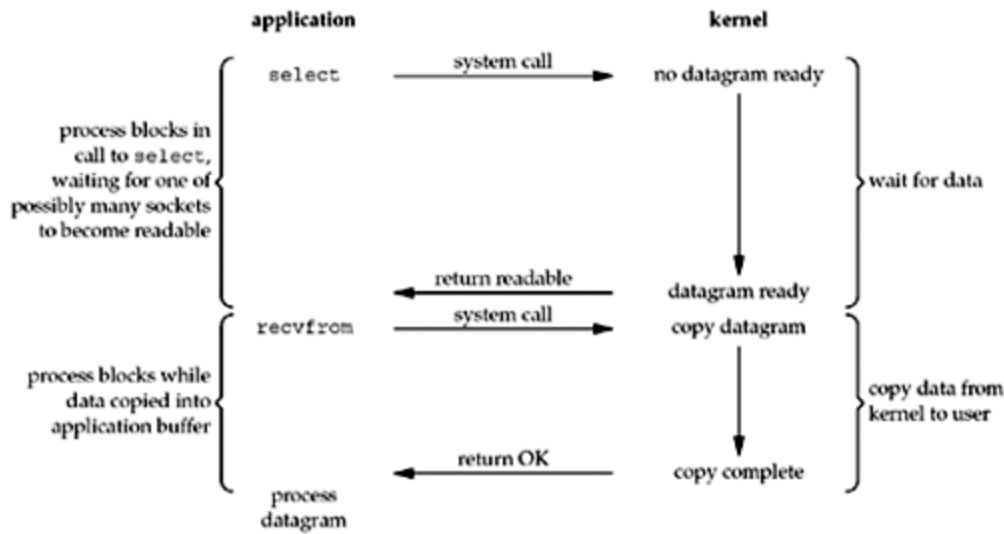 application
kernel
select
system call
no datagram ready
process blocks in
call to select,
waiting for one of
possibly many sockets
to become readable
wait for data
return readable
datagram ready
recvfrom
system call
copy datagram
process blocks while
data copied into
application buffer
copy data from
kernel to user
return OK
copy complete
process
datagram